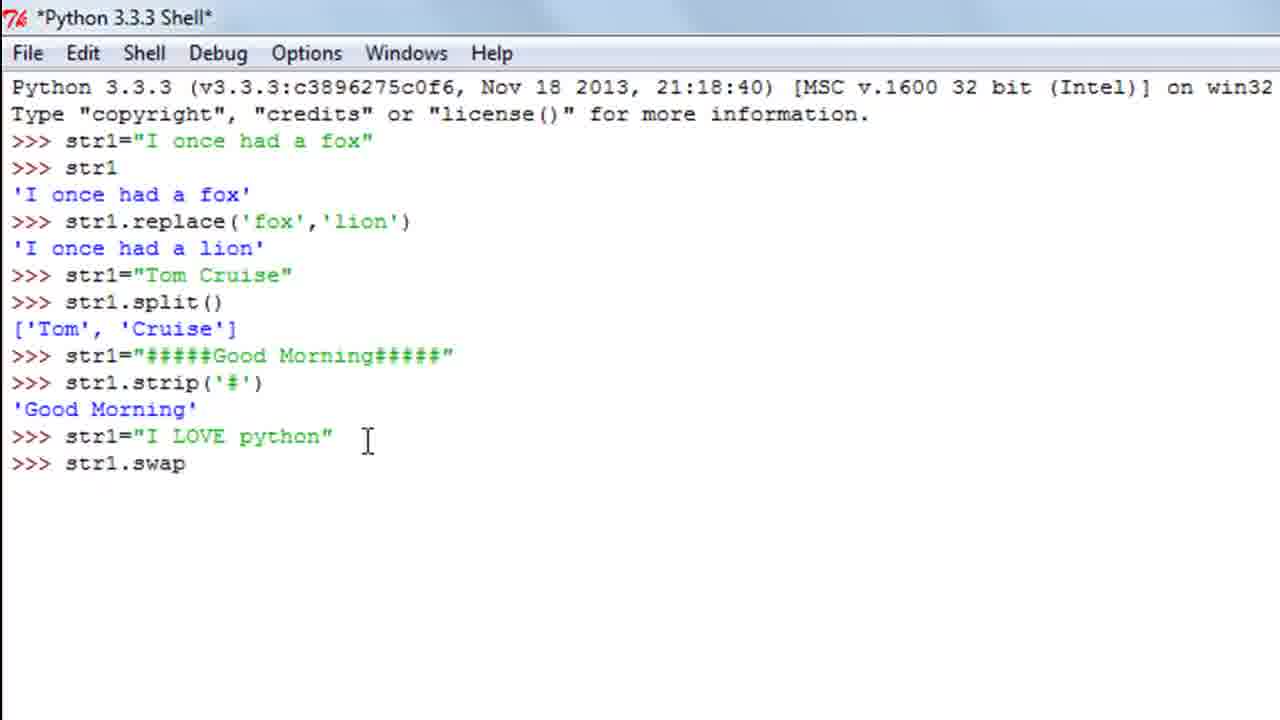 *Python 3.3.3 Shell*
File Edit Shell Debug Options Windows Help
Python 3.3.3 (v3.3.3:c3896275c0f6, Nov 18 2013, 21:18:40) [MSC v.1600 32 bit (Intel)] on win32
Type "copyright", "credits" or "license()" for more information.
>>> str1="I once had a fox"
>>> str1
'I once had a fox'
>>> str1.replace('fox','lion')
'I once had a lion'
>>> str1="Tom Cruise"
>>> str1.split()
['Tom', 'Cruise']
>>> str1="#####Good Morning#####"
>>> str1.strip('#')
'Good Morning'
>>> str1="I LOVE python"
>>> str1.swap